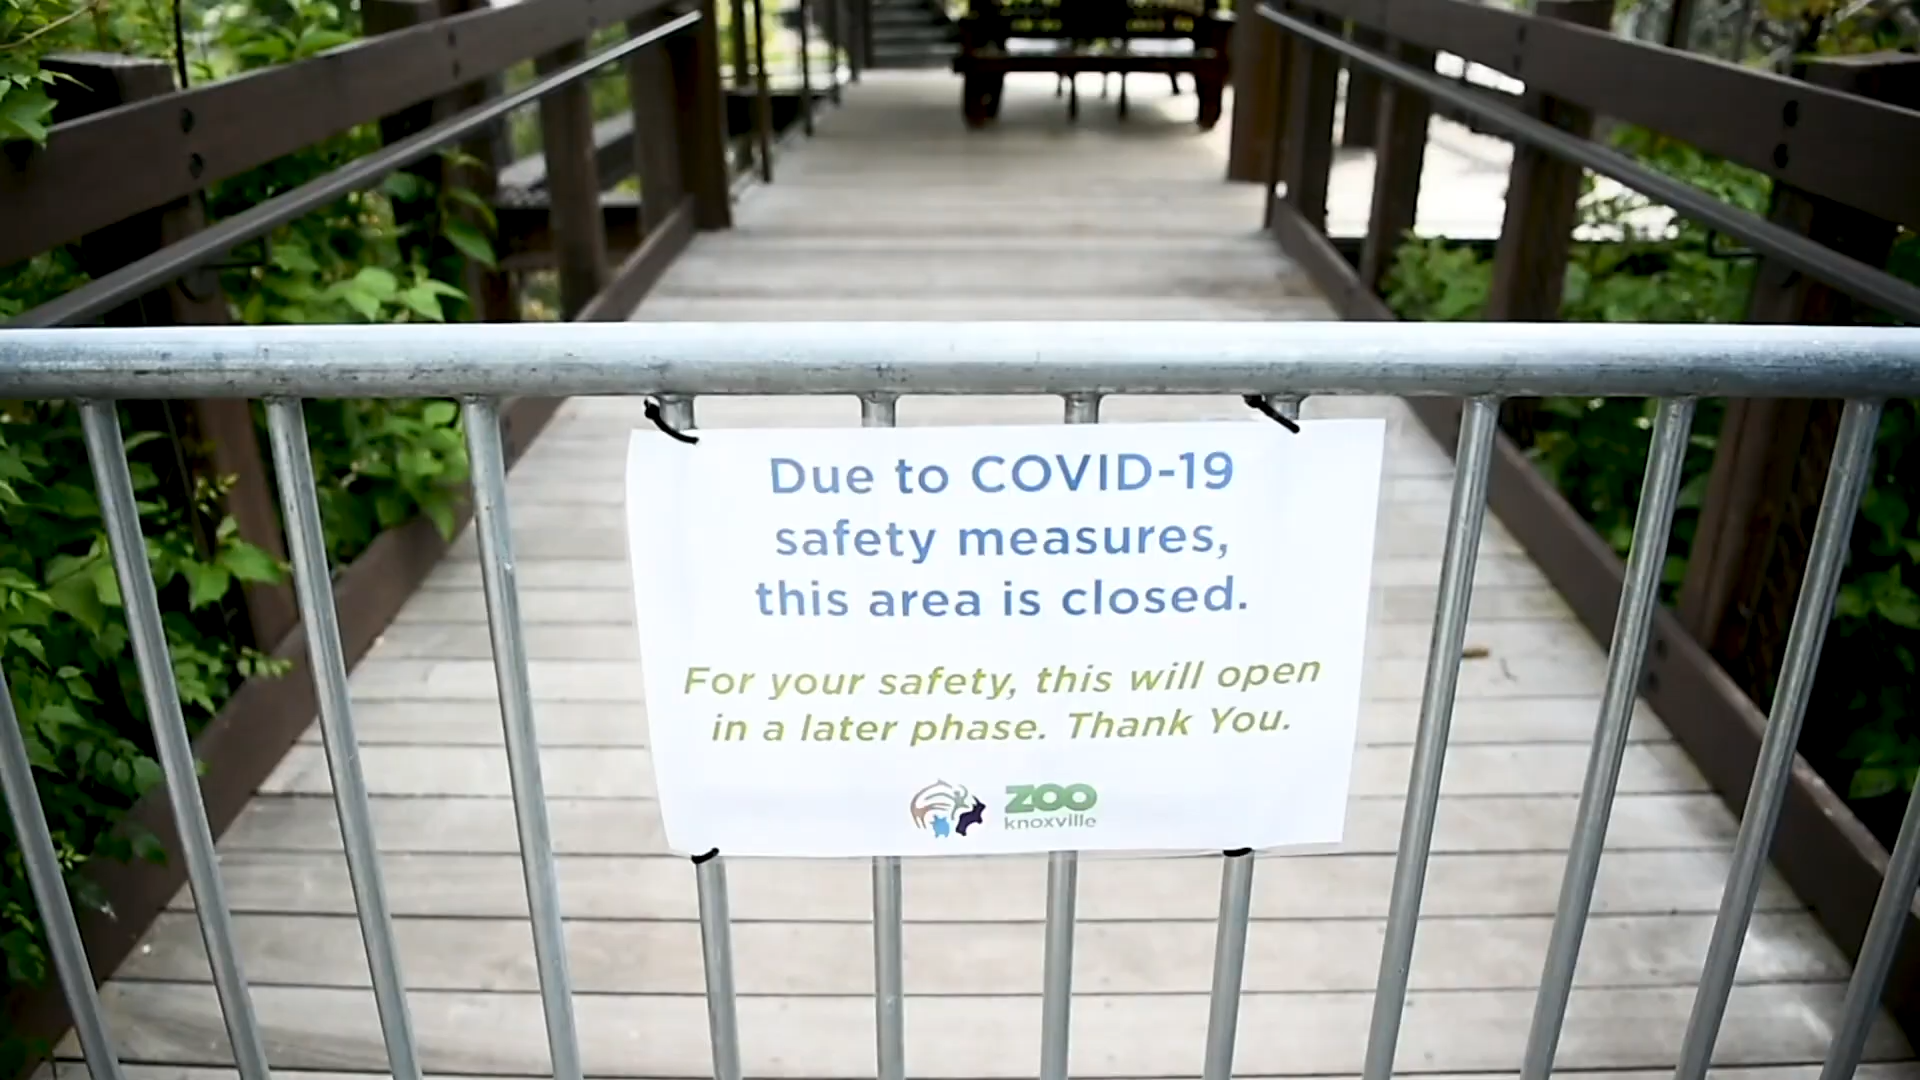 Due to COVID-19
safety measures,
this area is closed.
For your safety, this will open
in a later phase. Thank You.
ZOO
knoxville